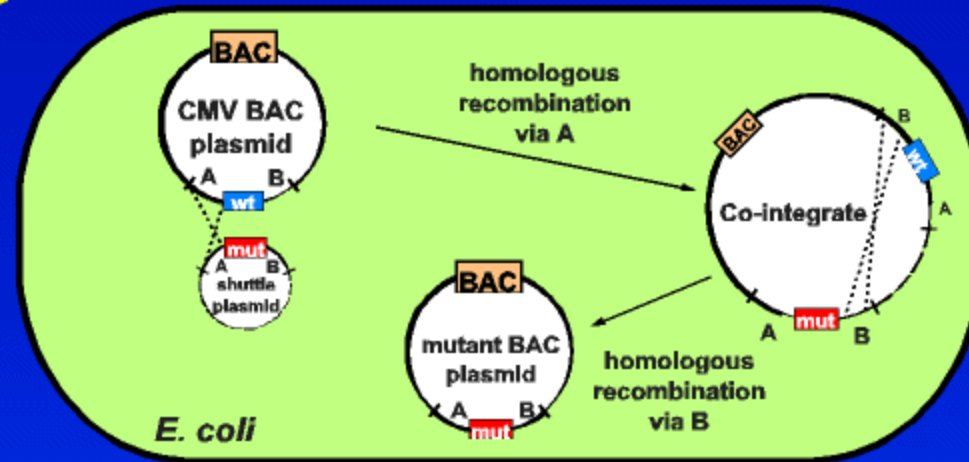 BAC
CMV BAC
plasmid
A
B
wt
mut
A
B
shuttle
plasmid
homologous
recombination
via A
BAC
B
wt
A
Co-integrate
A
mut
B
BAC
mutant BAC
plasmid
A
B
mut
homologous
recombination
via B
E. coli